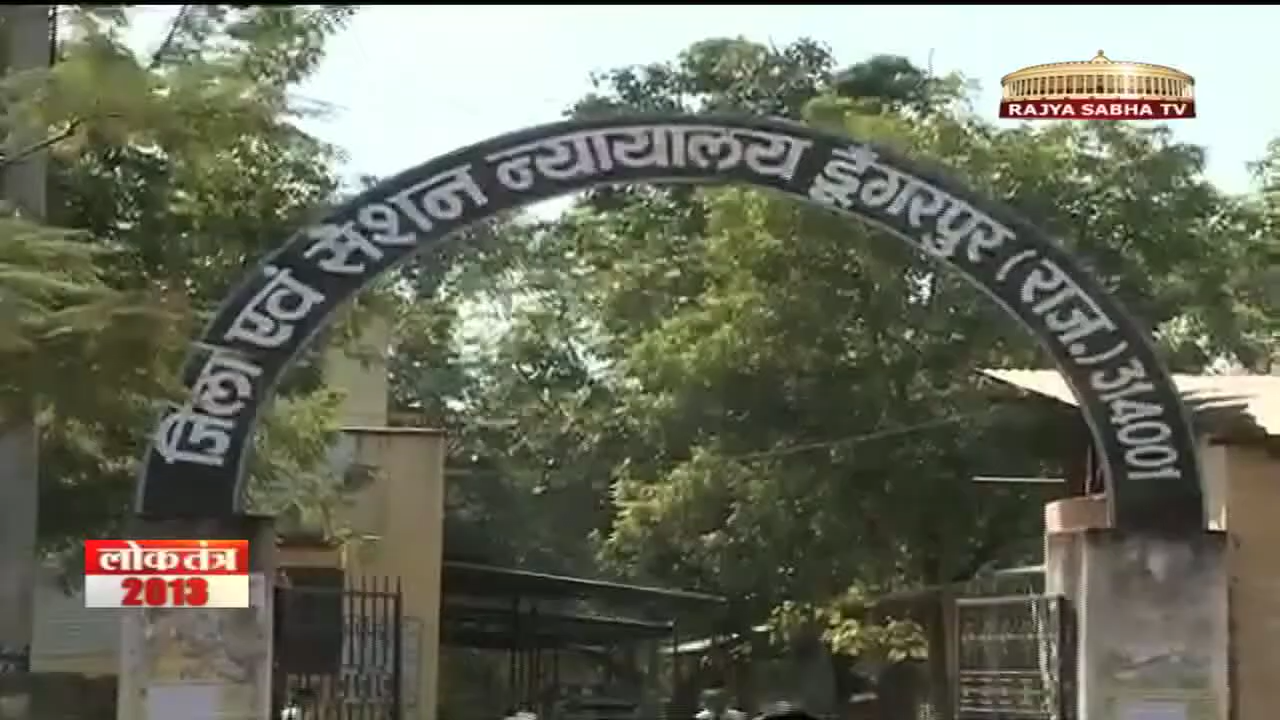 RAJYA SABHA TV
जिला एवं सेशन न्यायालय डूँगरपुर (राज.) 314001
लोकतंत्र
2013